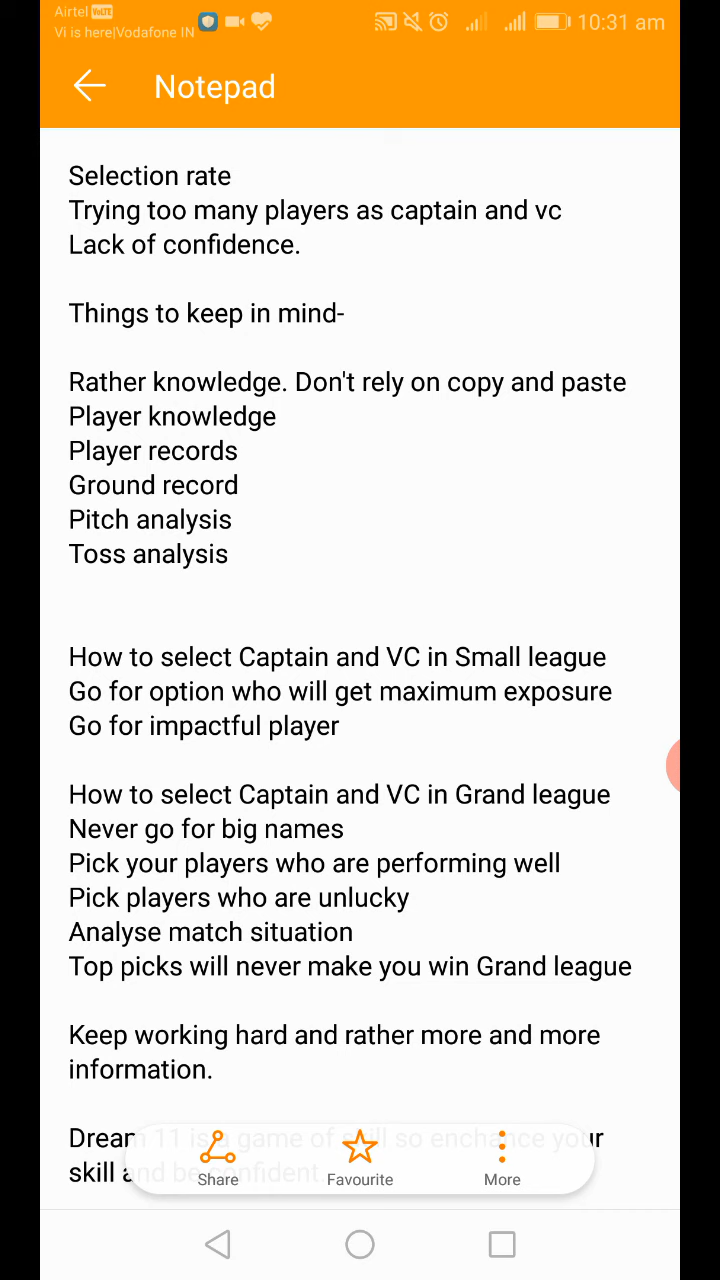 Airtel VoLTE
Vi is here|Vodafone IN
10:31 am
Notepad
Selection rate
Trying too many players as captain and vc
Lack of confidence.
Things to keep in mind-
Rather knowledge. Don't rely on copy and paste
Player knowledge
Player records
Ground record
Pitch analysis
Toss analysis
How to select Captain and VC in Small league
Go for option who will get maximum exposure
Go for impactful player
How to select Captain and VC in Grand league
Never go for big names
Pick your players who are performing well
Pick players who are unlucky
Analyse match situation
Top picks will never make you win Grand league
Keep working hard and rather more and more
information.
Dream 11 is a game of skill so enchance your
skill and be confident.
Share
Favourite
More